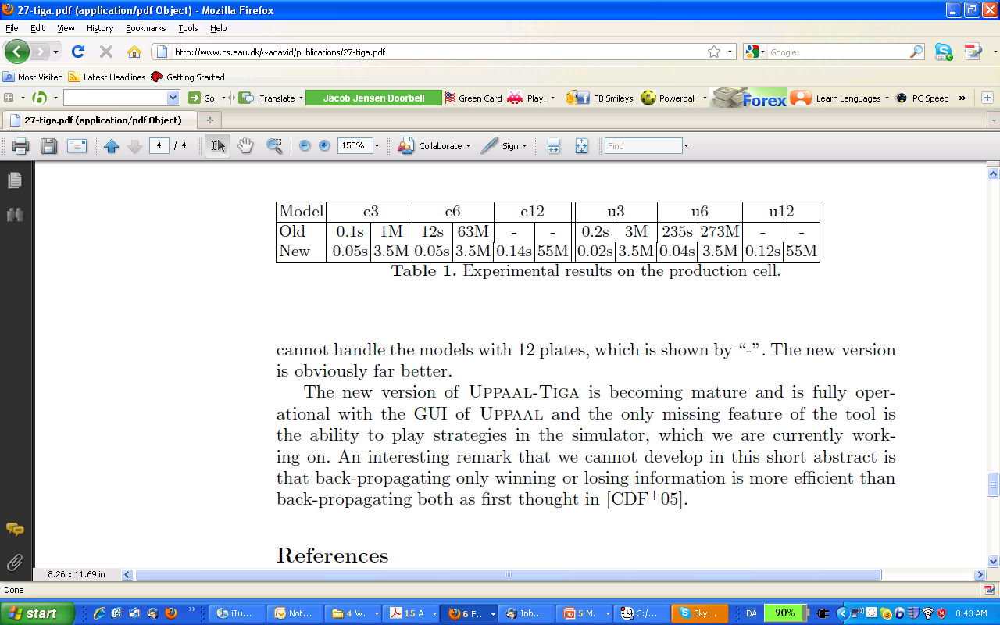 27-tiga.pdf (application/pdf Object) - Mozilla Firefox
File Edit View History Bookmarks Tools Help
http://www.cs.aau.dk/~adavid/publications/27-tiga.pdf Google
Most Visited Latest Headlines Getting Started
Go Translate Jacob Jensen Doorbell Green Card Play! FB Smileys Powerball Forex Learn Languages PC Speed »
27-tiga.pdf (application/pdf Object)
4 / 4 150% Collaborate Sign Find
Model c3 c6 c12 u3 u6 u12
Old 0.1s 1M 12s 63M - - 0.2s 3M 235s 273M - -
New 0.05s 3.5M 0.05s 3.5M 0.14s 55M 0.02s 3.5M 0.04s 3.5M 0.12s 55M
Table 1. Experimental results on the production cell.
cannot handle the models with 12 plates, which is shown by “-”. The new version
is obviously far better.
The new version of UPPAAL-TIGA is becoming mature and is fully oper-
ational with the GUI of UPPAAL and the only missing feature of the tool is
the ability to play strategies in the simulator, which we are currently work-
ing on. An interesting remark that we cannot develop in this short abstract is
that back-propagating only winning or losing information is more efficient than
back-propagating both as first thought in [CDF+05].
References
8.26 x 11.69 in
Done
start » iTu... Not... 4 W. 15 A 6 F.. Inb... 5 M. C:/... Sky... DA 90% 8:43 AM